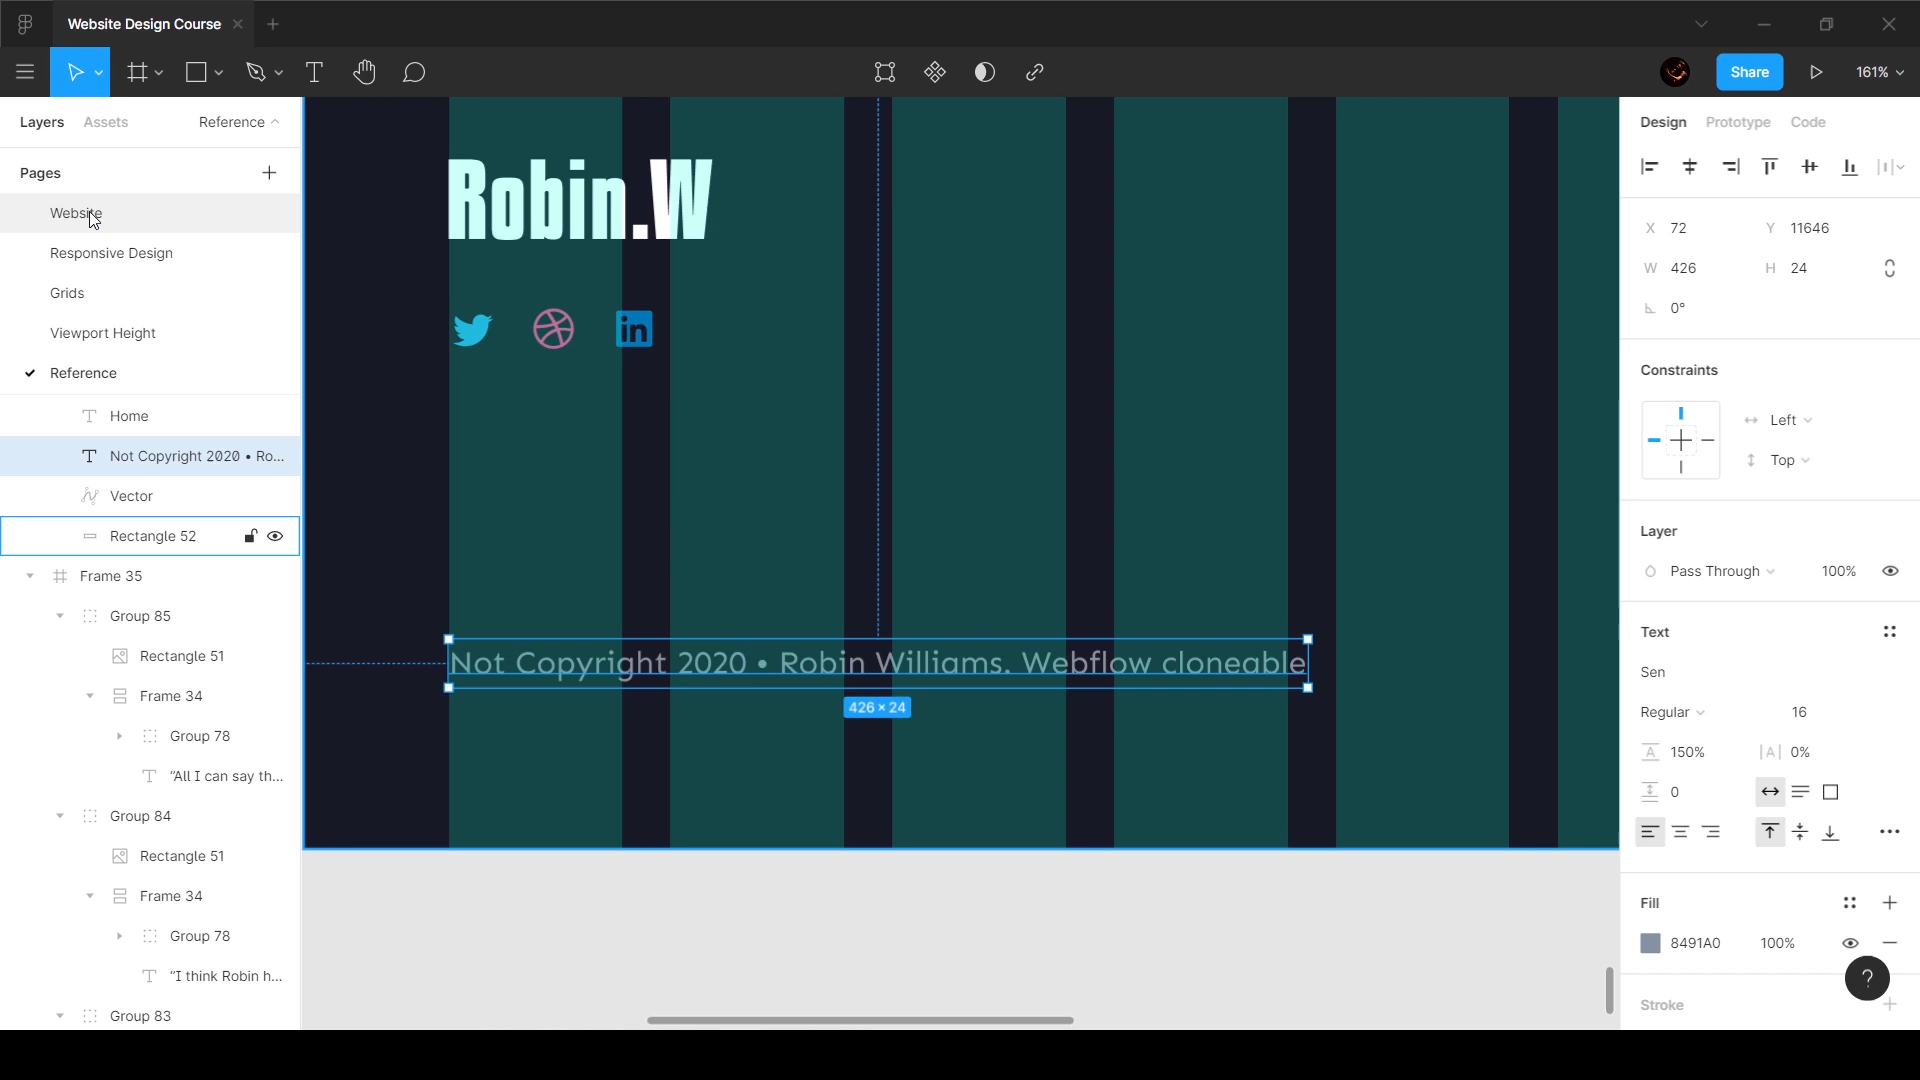 Website Design Course
Share
161%
Layers
Assets
Reference
Design
Prototype
Code
Pages
Website
Responsive Design
Grids
Viewport Height
Reference
Home
Not Copyright 2020 • Ro...
Vector
Rectangle 52
Frame 35
Group 85
Rectangle 51
Frame 34
Group 78
“All I can say th...
Group 84
Rectangle 51
Frame 34
Group 78
“I think Robin h...
Group 83
Robin.W
in
Not Copyright 2020 • Robin Williams. Webflow cloneable
426 × 24
X 72 Y 11646
W 426 H 24
0°
Constraints
Left
Top
Layer
Pass Through 100%
Text
Sen
Regular 16
A 150% |A| 0%
0
Fill
8491A0 100%
?
Stroke